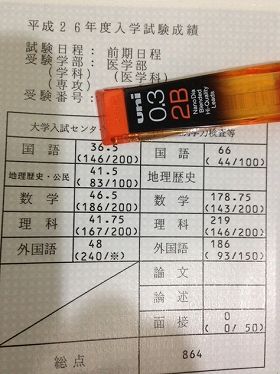 平成26年度入学試験成績
試験日程：前期日程
受験学部：医学部
(学科)　(医学科)
専攻　：
受験番号：
uni 0.3 2B NanoDia Blended Hi-Quality Leads
大学入試センタ　力検査等
国語 36.5 (146/200) 国語 66 (44/100)
地理歴史・公民 41.5 (83/100) 地理歴史
数学 46.5 (186/200) 数学 178.75 (143/200)
理科 41.75 (167/200) 理科 219 (146/200)
外国語 48 (240/※) 外国語 186 (93/150)
論文
論述
面接 0 (0/50)
総点 864